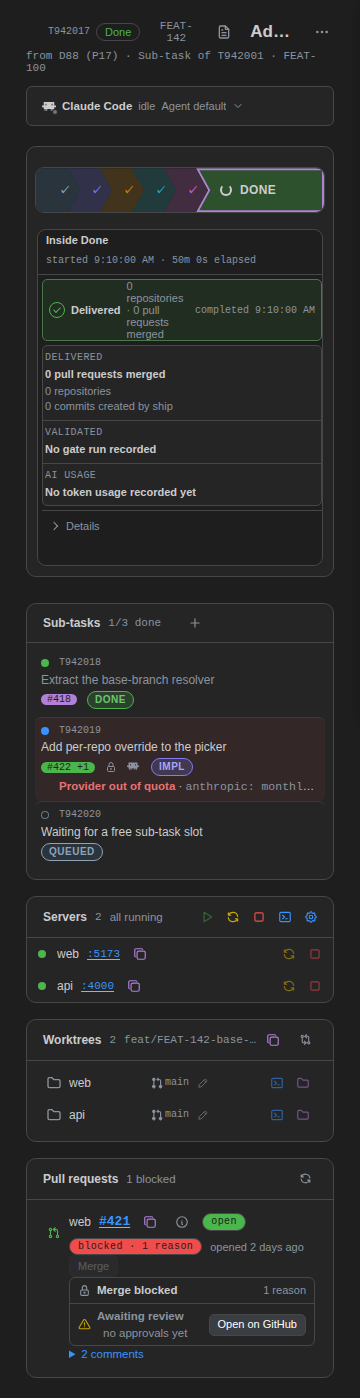 T942017 Done FEAT-142 Ad…
from D88 (P17) · Sub-task of T942001 · FEAT-
100
Claude Code idle Agent default
DONE
Inside Done
started 9:10:00 AM · 50m 0s elapsed
Delivered 0 repositories · 0 pull requests merged completed 9:10:00 AM
DELIVERED
0 pull requests merged
0 repositories
0 commits created by ship
VALIDATED
No gate run recorded
AI USAGE
No token usage recorded yet
Details
Sub-tasks 1/3 done
T942018
Extract the base-branch resolver
#418 DONE
T942019
Add per-repo override to the picker
#422 +1 IMPL
Provider out of quota · anthropic: monthl…
T942020
Waiting for a free sub-task slot
QUEUED
Servers 2 all running
web :5173
api :4000
Worktrees 2 feat/FEAT-142-base-…
web main
api main
Pull requests 1 blocked
web #421 open
blocked · 1 reason opened 2 days ago
Merge
Merge blocked 1 reason
Awaiting review
no approvals yet
Open on GitHub
2 comments